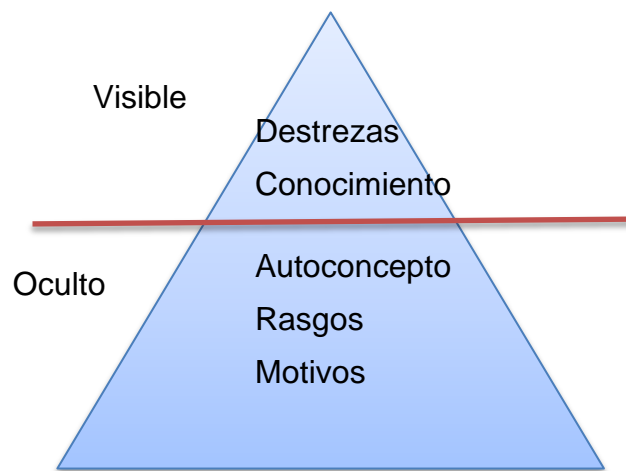 Visible
Destrezas
Conocimiento
Oculto
Autoconcepto
Rasgos
Motivos